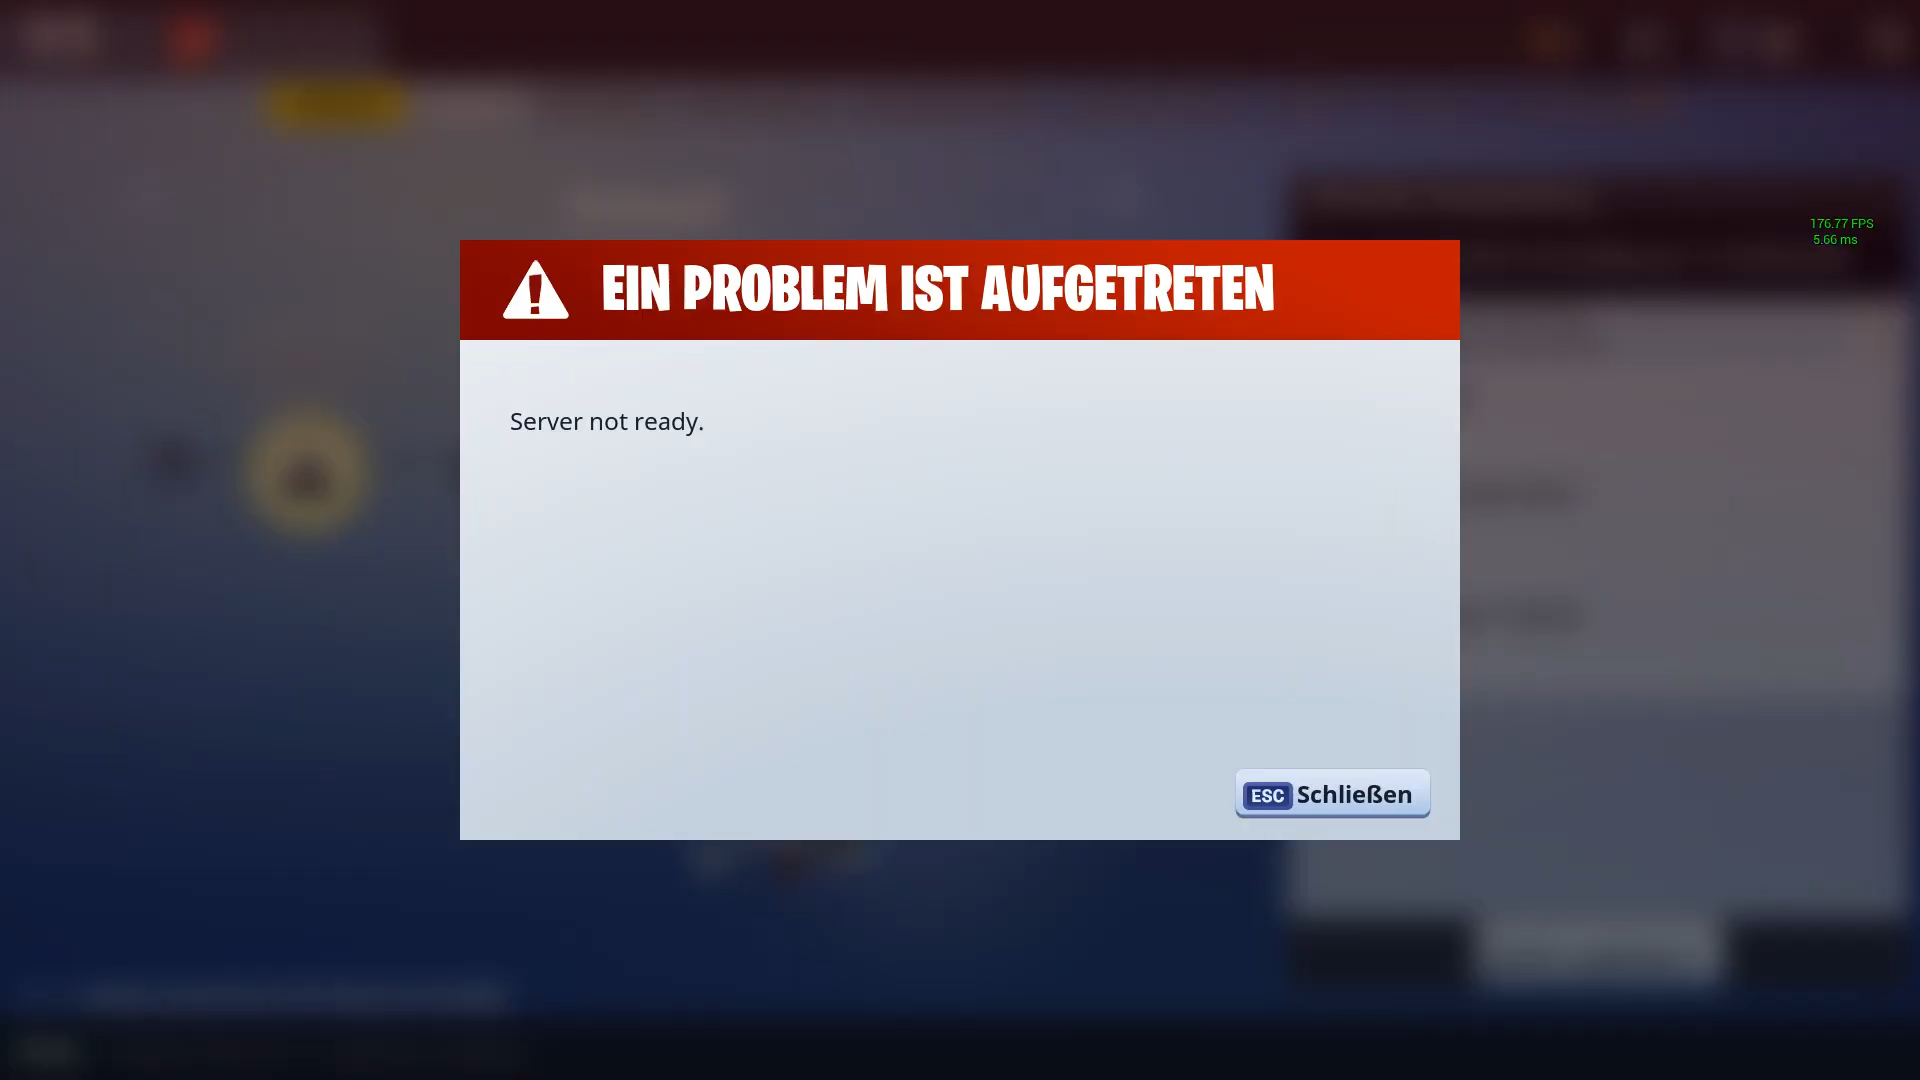 176.77 FPS
5.66 ms
EIN PROBLEM IST AUFGETRETEN
Server not ready.
ESC Schließen